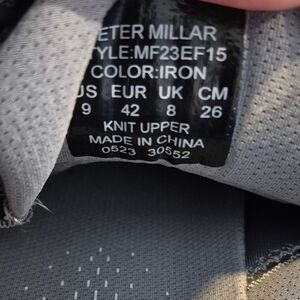 ETER MILLAR
TYLE:MF23EF15
COLOR:IRON
US EUR UK CM
9 42 8 26
KNIT UPPER
MADE IN CHINA
0523 30552